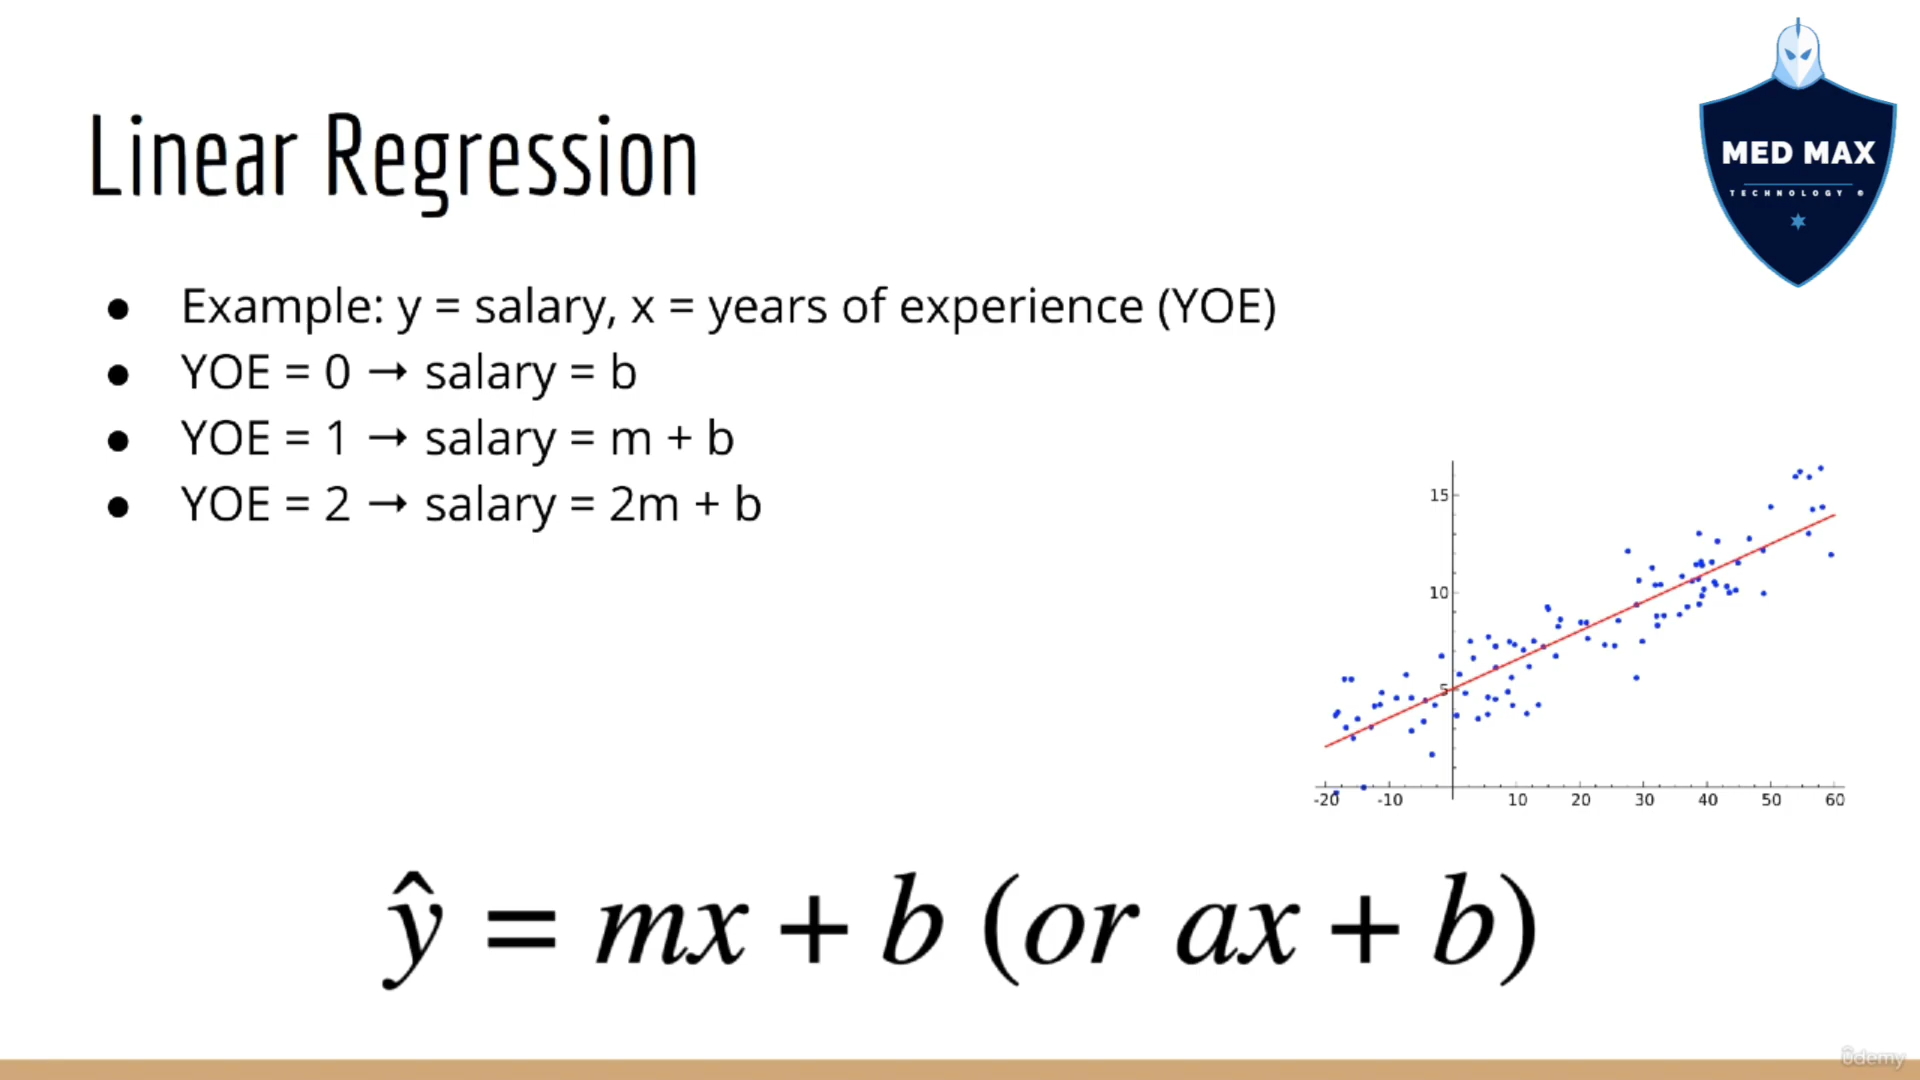 MED MAX
TECHNOLOGY ®
Linear Regression
● Example: y = salary, x = years of experience (YOE)
● YOE = 0 → salary = b
● YOE = 1 → salary = m + b
● YOE = 2 → salary = 2m + b
15
10
5
-20 -10 10 20 30 40 50 60
ŷ = mx + b (or ax + b)
ûdemy